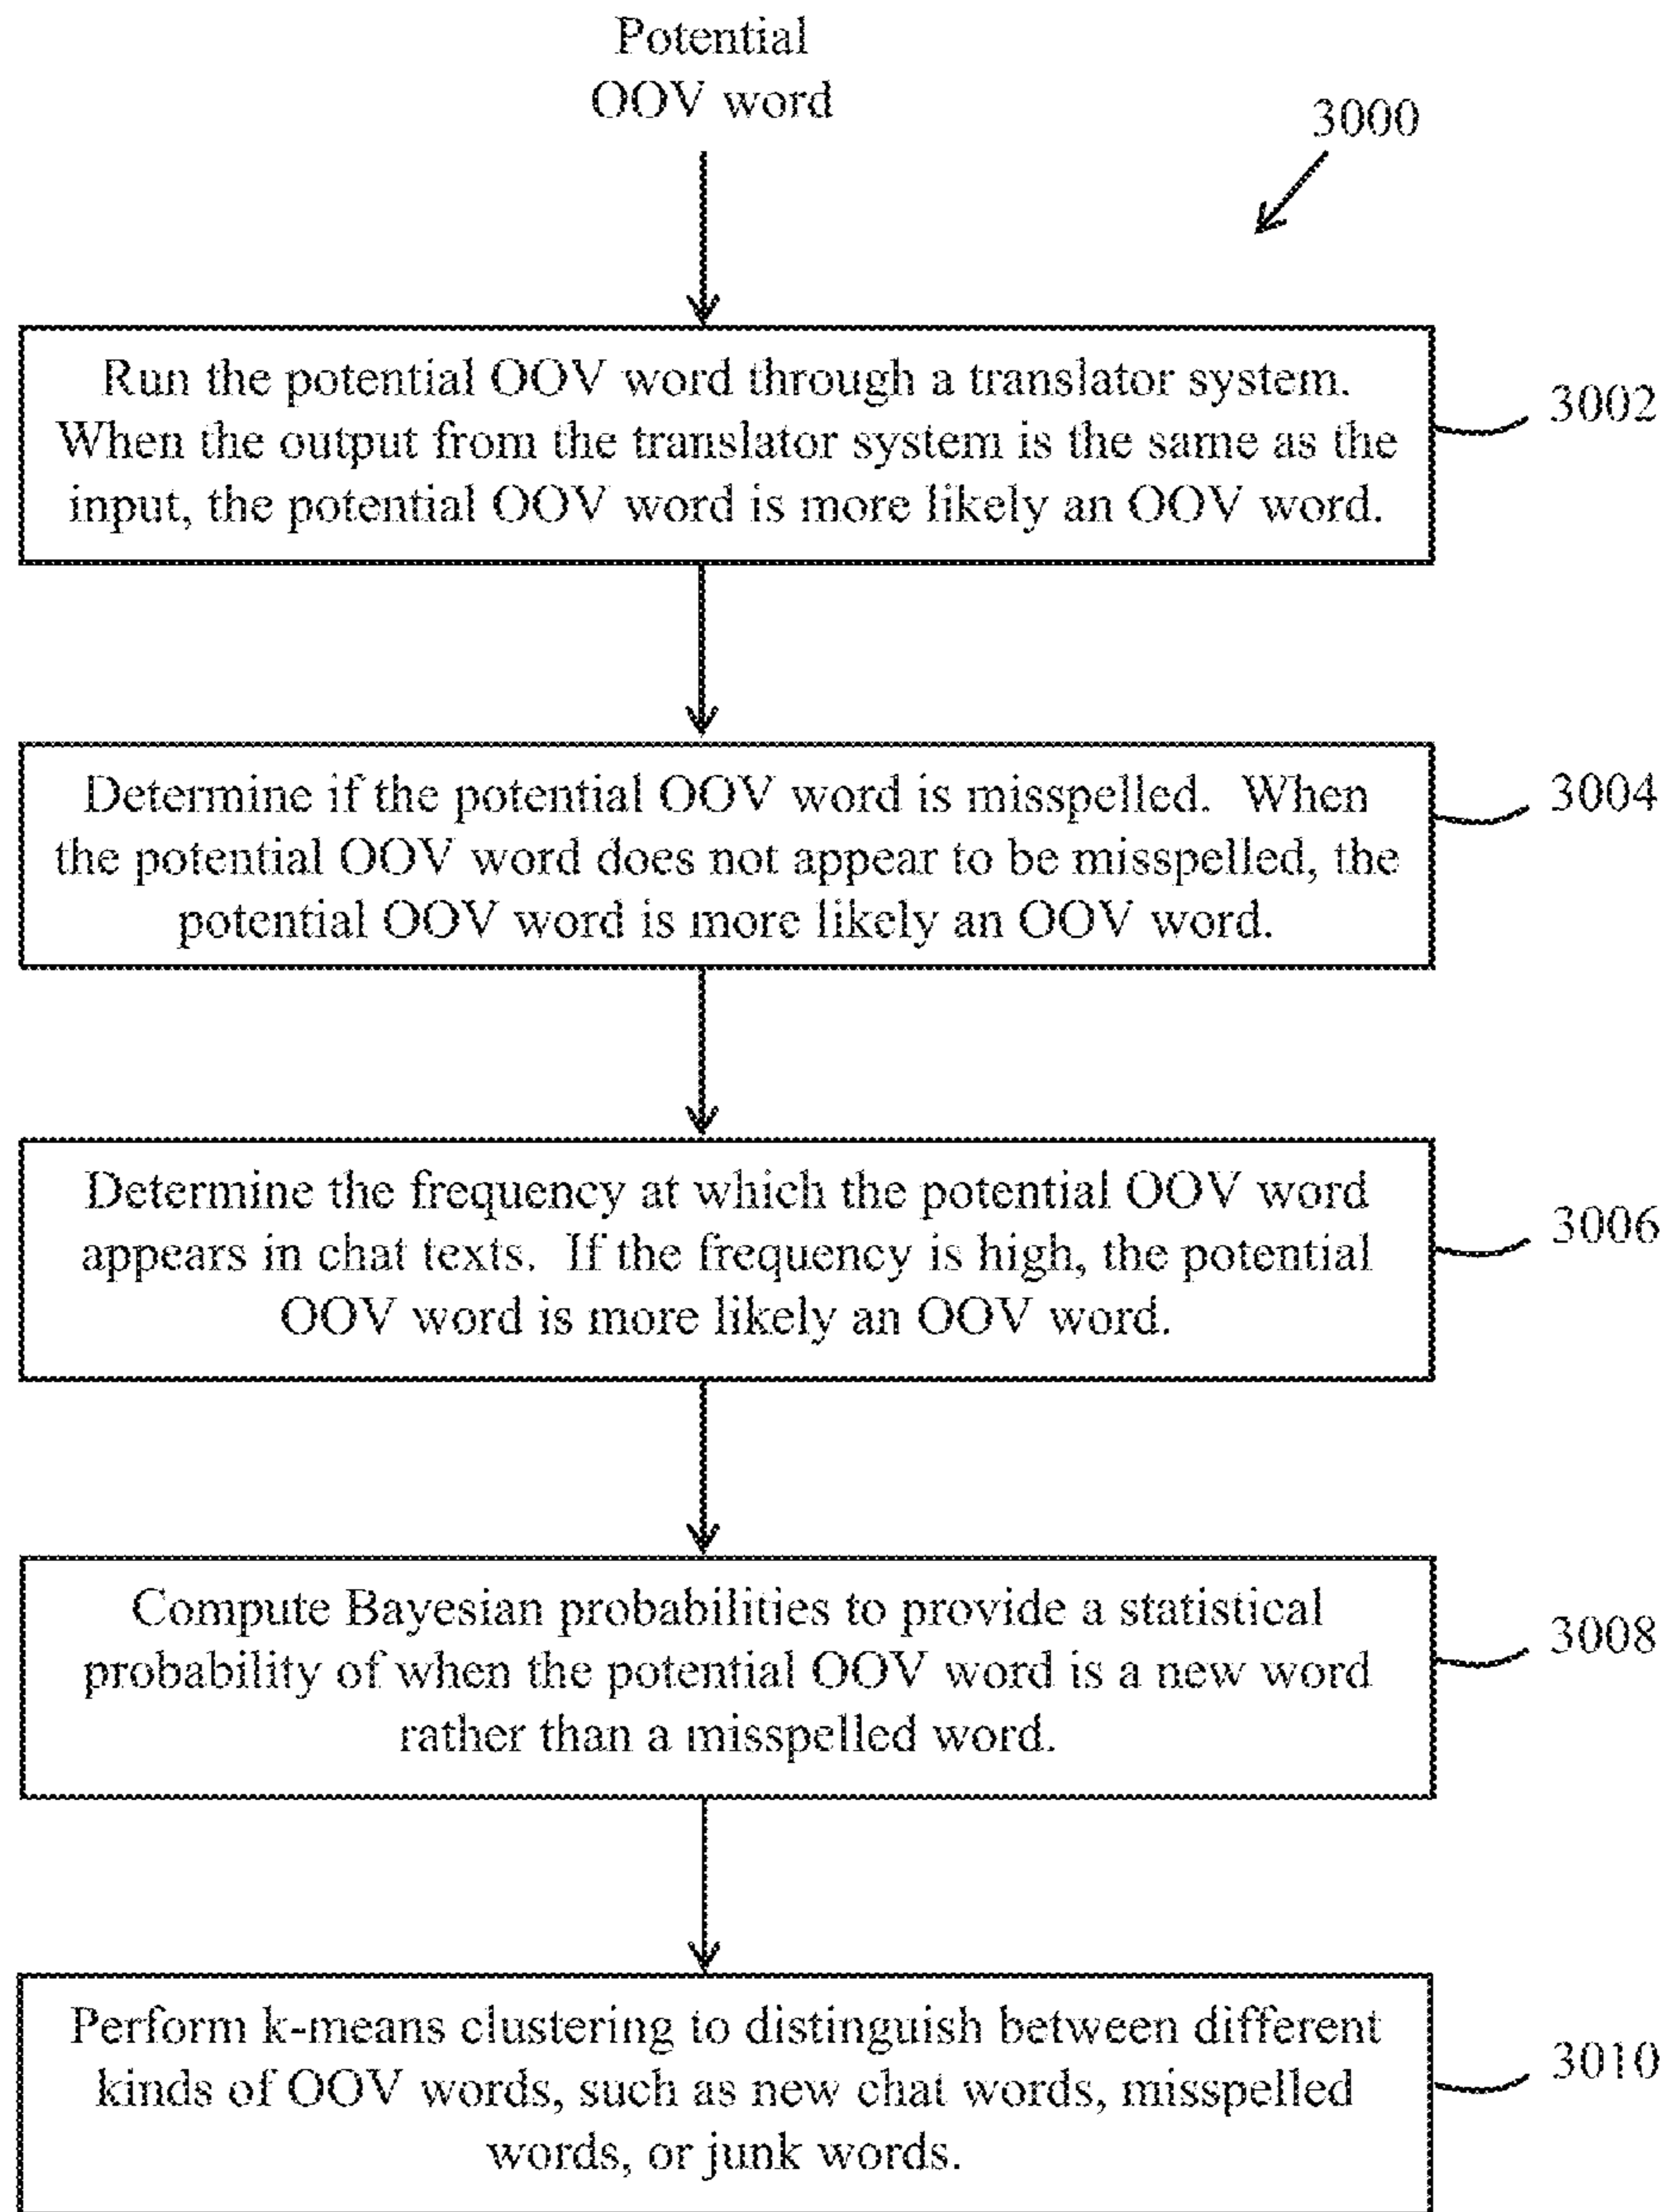 Potential
OOV word
3000
Run the potential OOV word through a translator system.
When the output from the translator system is the same as the
input, the potential OOV word is more likely an OOV word.
3002
Determine if the potential OOV word is misspelled. When
the potential OOV word does not appear to be misspelled, the
potential OOV word is more likely an OOV word.
3004
Determine the frequency at which the potential OOV word
appears in chat texts. If the frequency is high, the potential
OOV word is more likely an OOV word.
3006
Compute Bayesian probabilities to provide a statistical
probability of when the potential OOV word is a new word
rather than a misspelled word.
3008
Perform k-means clustering to distinguish between different
kinds of OOV words, such as new chat words, misspelled
words, or junk words.
3010